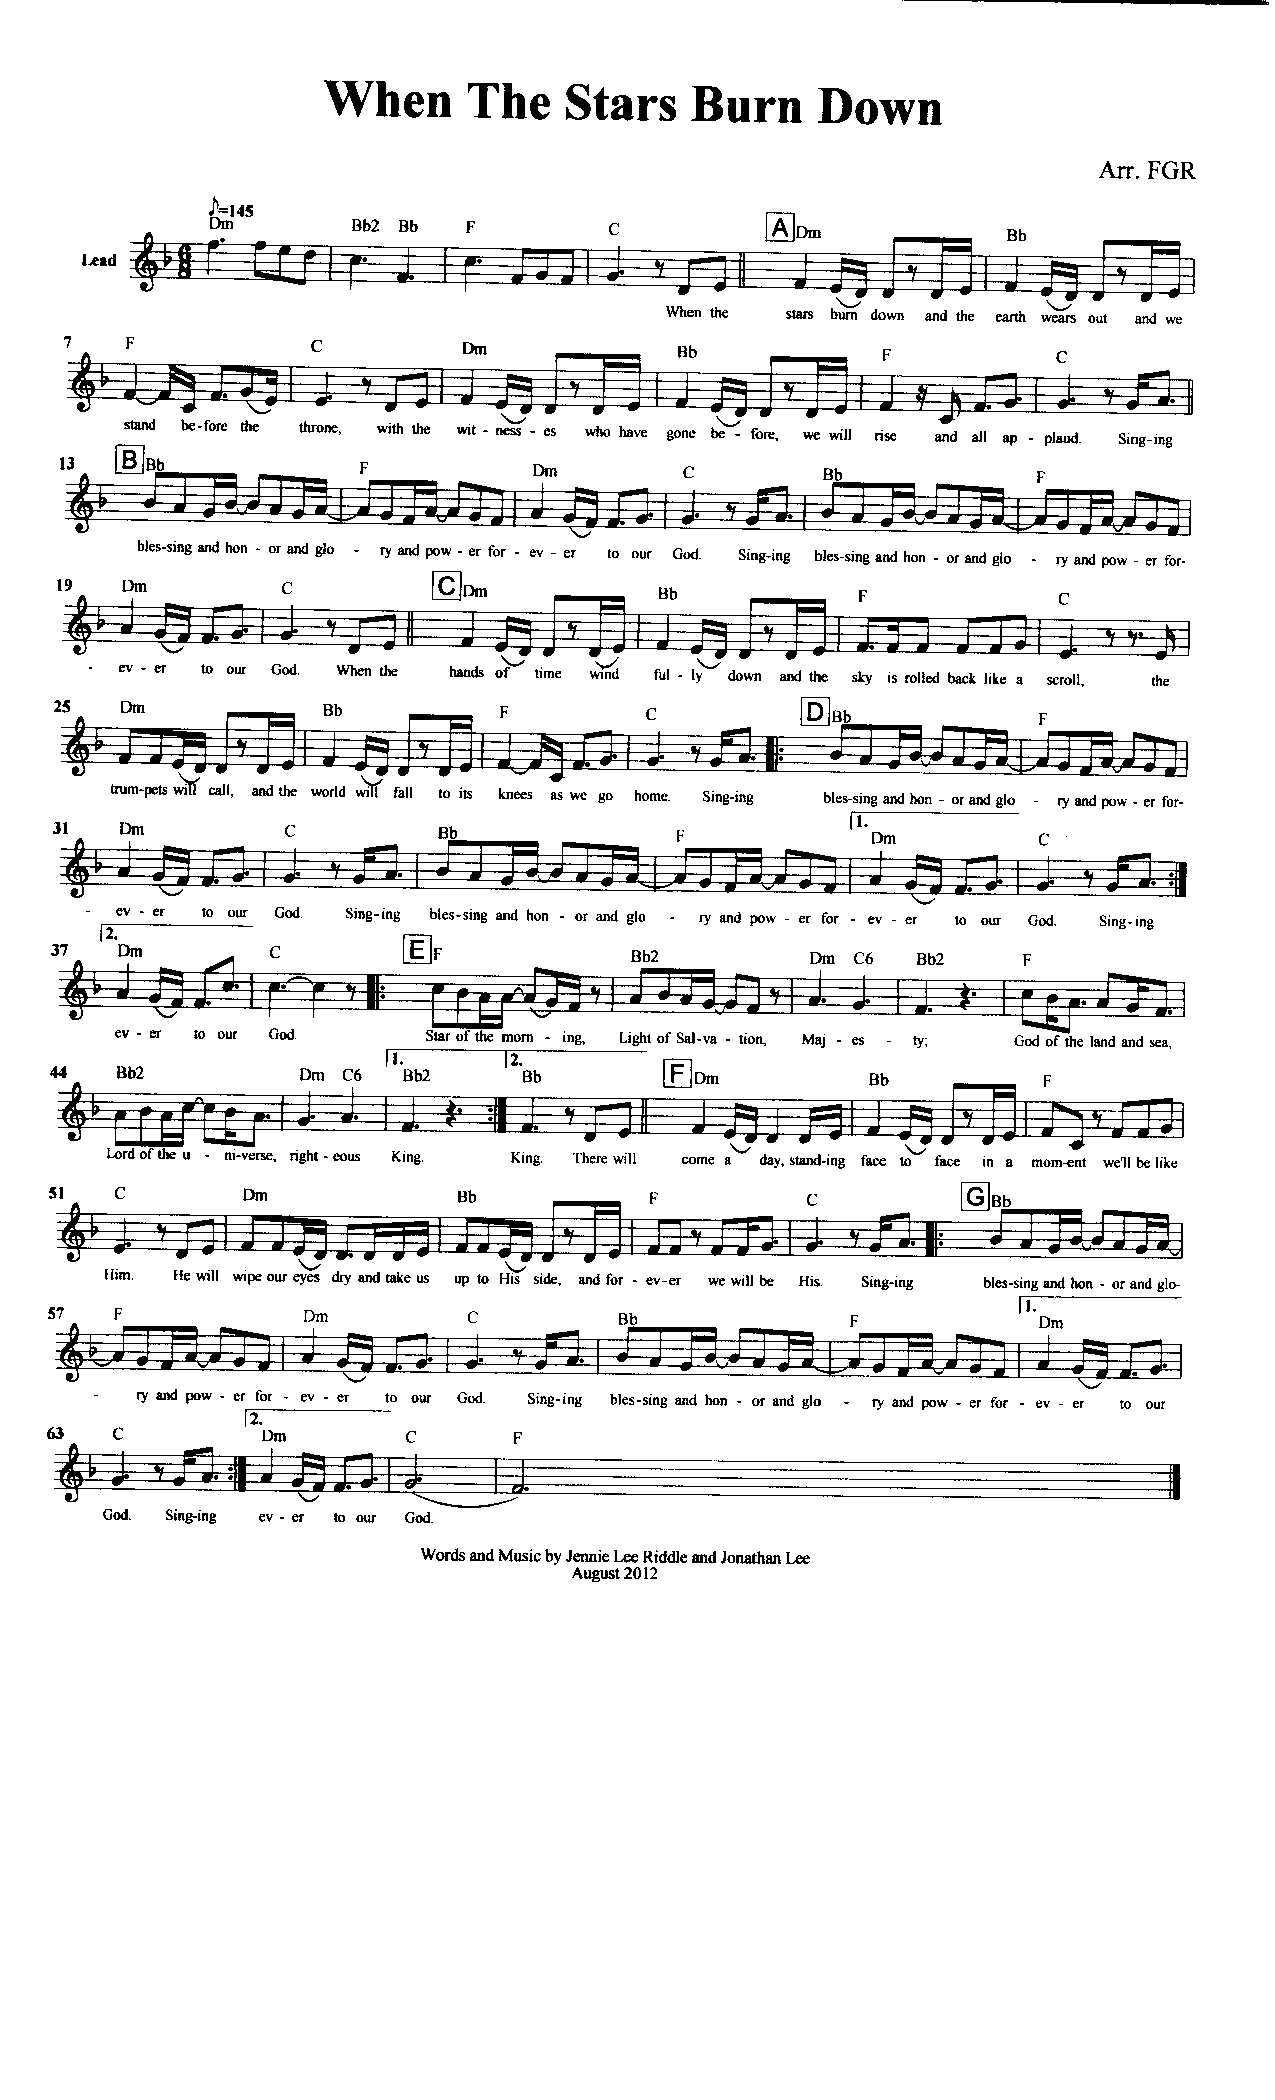 When The Stars Burn Down
Arr. FGR
♪=145
Dm Bb2 Bb F C A Dm Bb
Lead
When the stars burn down and the earth wears out and we
7 F C Dm Bb F C
stand be-fore the throne, with the wit - ness - es who have gone be - fore, we will rise and all ap - plaud. Sing-ing
13 B Bb F Dm C Bb F
bles-sing and hon - or and glo - ry and pow - er for - ev - er to our God. Sing-ing bles-sing and hon - or and glo - ry and pow - er for-
19 Dm C C Dm Bb F C
- ev - er to our God. When the hands of time wind ful - ly down and the sky is rolled back like a scroll, the
25 Dm Bb F C D Bb F
trum-pets will call, and the world will fall to its knees as we go home. Sing-ing bles-sing and hon - or and glo - ry and pow - er for-
31 Dm C Bb F 1. Dm C
- ev - er to our God. Sing-ing bles-sing and hon - or and glo - ry and pow - er for - ev - er to our God. Sing-ing
37 2. Dm C E F Bb2 Dm C6 Bb2 F
ev - er to our God. Star of the morn - ing, Light of Sal-va - tion, Maj - es - ty; God of the land and sea,
44 Bb2 Dm C6 1. Bb2 2. Bb F Dm Bb F
Lord of the u - ni-verse, right - eous King. King. There will come a day, stand-ing face to face in a mom-ent we'll be like
51 C Dm Bb F C G Bb
Him. He will wipe our eyes dry and take us up to His side, and for - ev-er we will be His. Sing-ing bles-sing and hon - or and glo-
57 F Dm C Bb F 1. Dm
- ry and pow - er for - ev - er to our God. Sing-ing bles-sing and hon - or and glo - ry and pow - er for - ev - er to our
63 C 2. Dm C F
God. Sing-ing ev - er to our God.
Words and Music by Jennie Lee Riddle and Jonathan Lee
August 2012